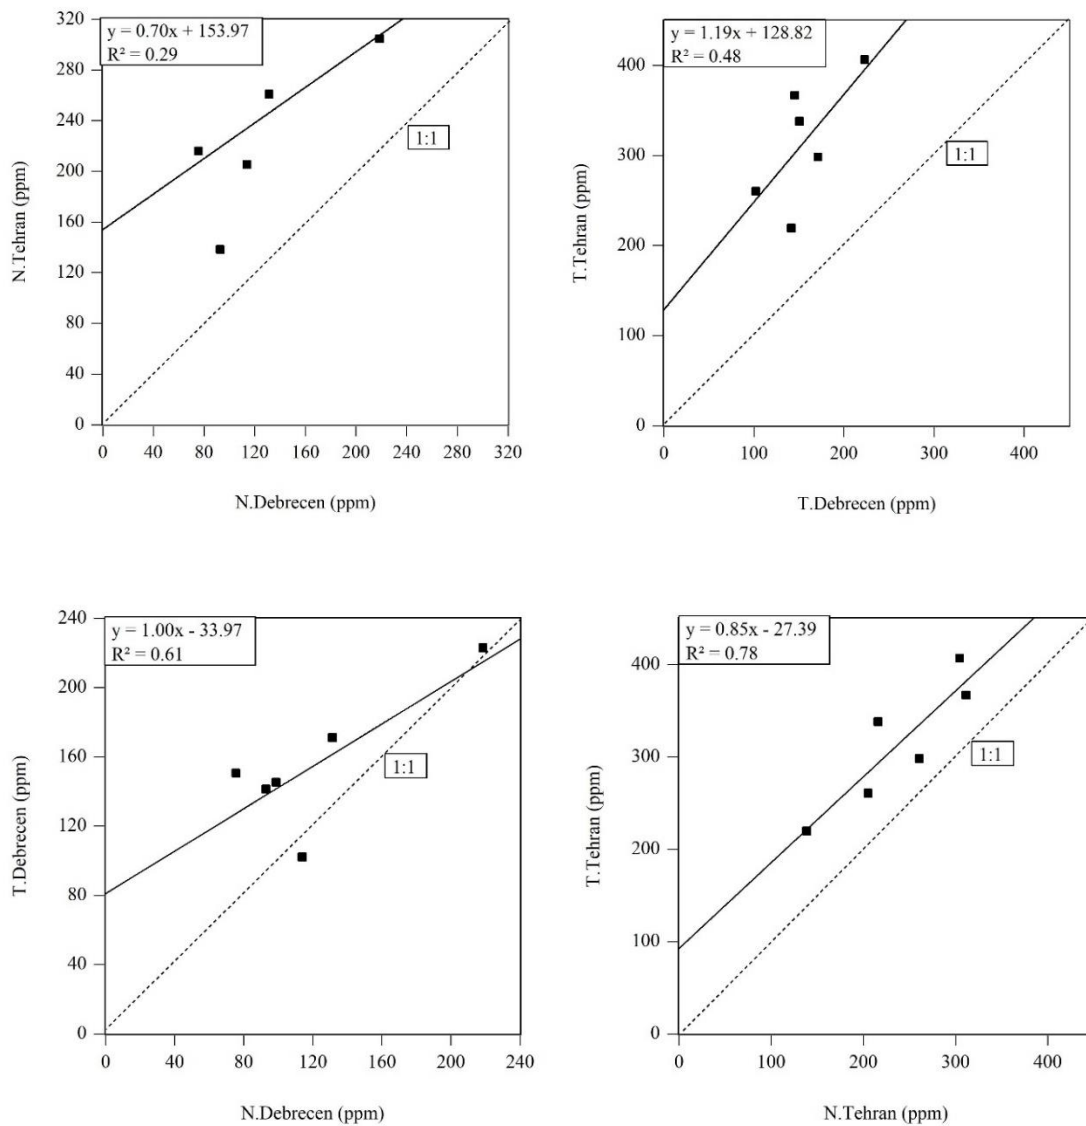 y = 0.70x + 153.97
R² = 0.29
320
280
240
200
160
120
80
40
0
N.Tehran (ppm)
1:1
0 40 80 120 160 200 240 280 320
N.Debrecen (ppm)
y = 1.19x + 128.82
R² = 0.48
400
300
200
100
0
T.Tehran (ppm)
1:1
0 100 200 300 400
T.Debrecen (ppm)
y = 1.00x - 33.97
R² = 0.61
240
200
160
120
80
40
0
T.Debrecen (ppm)
1:1
0 40 80 120 160 200 240
N.Debrecen (ppm)
y = 0.85x - 27.39
R² = 0.78
400
300
200
100
0
T.Tehran (ppm)
1:1
0 100 200 300 400
N.Tehran (ppm)